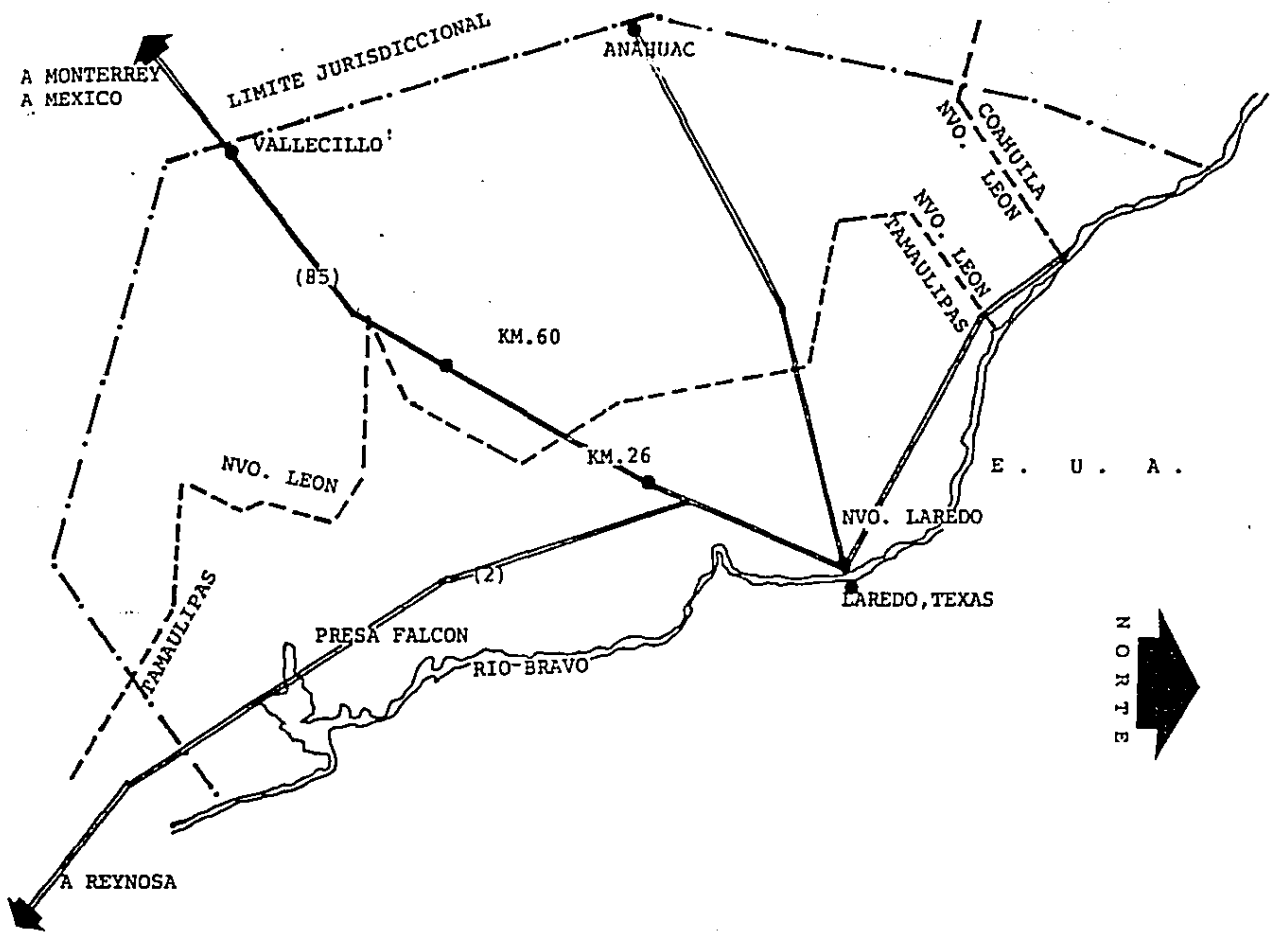 ANAHUAC
A MONTERREY
A MEXICO
LIMITE JURISDICCIONAL
VALLECILLO
COAHUILA
NVO. LEON
NVO. LEON
TAMAULIPAS
(85)
KM.60
KM.26
NVO. LEON
E. U. A.
NVO. LAREDO
(2)
LAREDO,TEXAS
TAMAULIPAS
PRESA FALCON
RIO BRAVO
NORTE
A REYNOSA